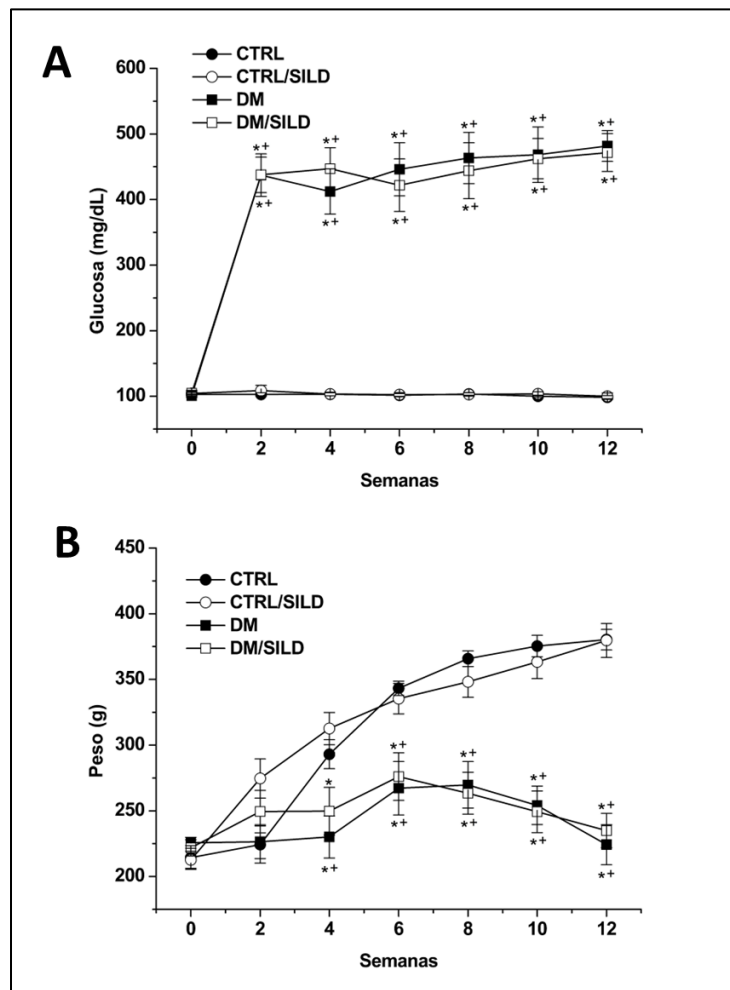 A
CTRL
CTRL/SILD
DM
DM/SILD
600
500
400
300
200
100
Glucosa (mg/dL)
*+ *+ *+ *+ *+ *+
*+ *+ *+ *+ *+ *+
0 2 4 6 8 10 12
Semanas
B
CTRL
CTRL/SILD
DM
DM/SILD
450
400
350
300
250
200
Peso (g)
* *+ *+ *+ *+
*+ *+ *+ *+ *+
0 2 4 6 8 10 12
Semanas